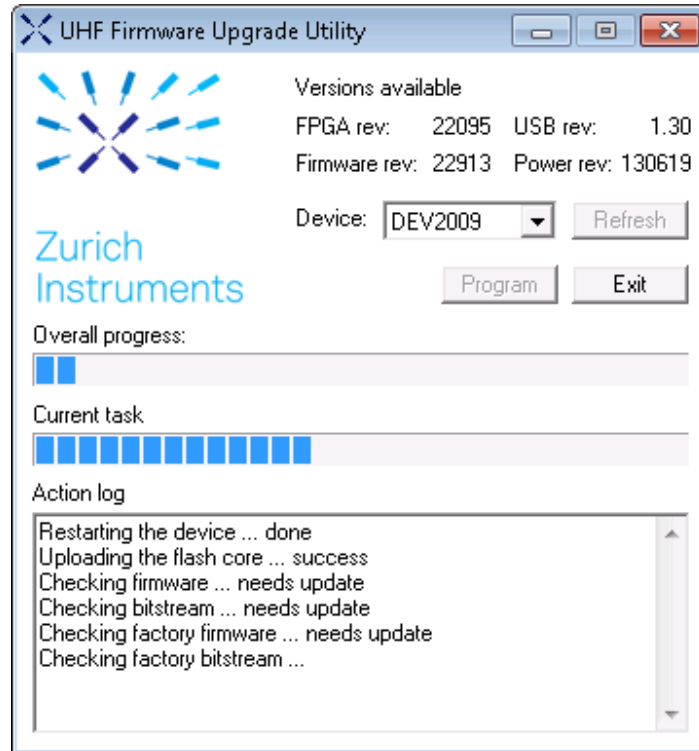 UHF Firmware Upgrade Utility
Versions available
FPGA rev: 22095 USB rev: 1.30
Firmware rev: 22913 Power rev: 130619
Device: DEV2009 Refresh
Zurich
Instruments
Program Exit
Overall progress:
Current task
Action log
Restarting the device ... done
Uploading the flash core ... success
Checking firmware ... needs update
Checking bitstream ... needs update
Checking factory firmware ... needs update
Checking factory bitstream ...